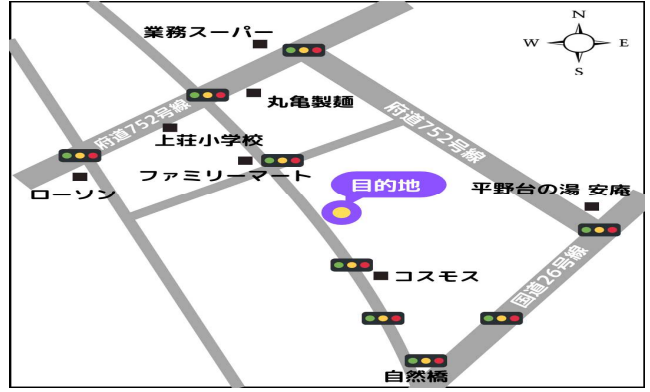 業務スーパー
N
W
E
S
丸亀製麺
府道752号線
上荘小学校
府道752号線
ファミリーマート
ローソン
目的地
平野台の湯 安庵
コスモス
国道26号線
自然橋